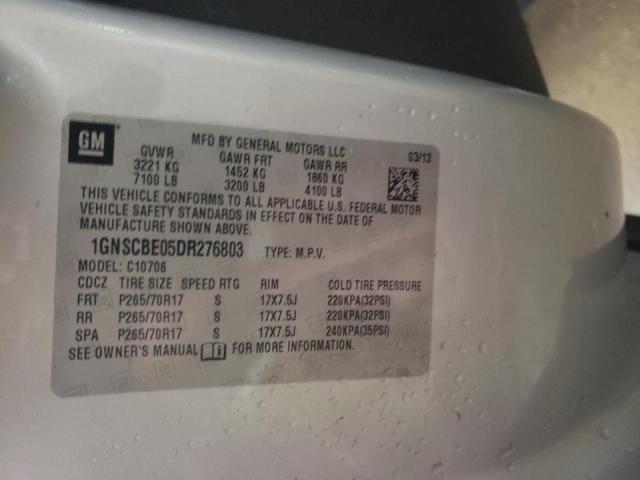 GM
MFD BY GENERAL MOTORS LLC 03/13
GVWR GAWR FRT GAWR RR
3221 KG 1452 KG 1860 KG
7100 LB 3200 LB 4100 LB
THIS VEHICLE CONFORMS TO ALL APPLICABLE U.S. FEDERAL MOTOR
VEHICLE SAFETY STANDARDS IN EFFECT ON THE DATE OF
MANUFACTURE SHOWN ABOVE.
1GNSCBE05DR276803 TYPE: M.P.V.
MODEL: C10706
CDCZ TIRE SIZE SPEED RTG RIM COLD TIRE PRESSURE
FRT P265/70R17 S 17X7.5J 220KPA(32PSI)
RR P265/70R17 S 17X7.5J 220KPA(32PSI)
SPA P265/70R17 S 17X7.5J 240KPA(35PSI)
SEE OWNER'S MANUAL FOR MORE INFORMATION.